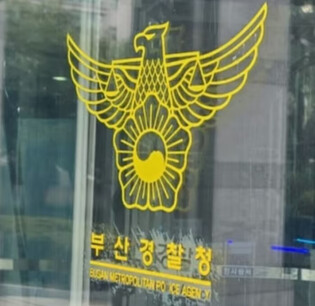 부산경찰청
BUSAN METROPOLITAN POLICE AGENCY